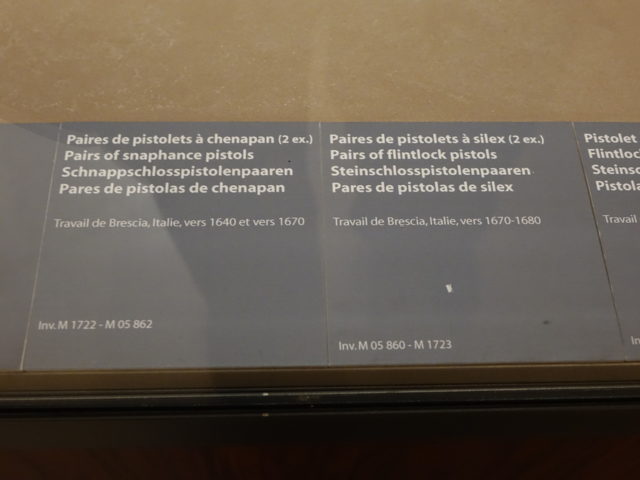 Paires de pistolets à chenapan (2 ex.)
Pairs of snaphance pistols
Schnappschlosspistolenpaaren
Pares de pistolas de chenapan
Travail de Brescia, Italie, vers 1640 et vers 1670
Inv. M 1722 - M 05 862
Paires de pistolets à silex (2 ex.)
Pairs of flintlock pistols
Steinschlosspistolenpaaren
Pares de pistolas de silex
Travail de Brescia, Italie, vers 1670-1680
Inv. M 05 860 - M 1723
Pistolet
Travail